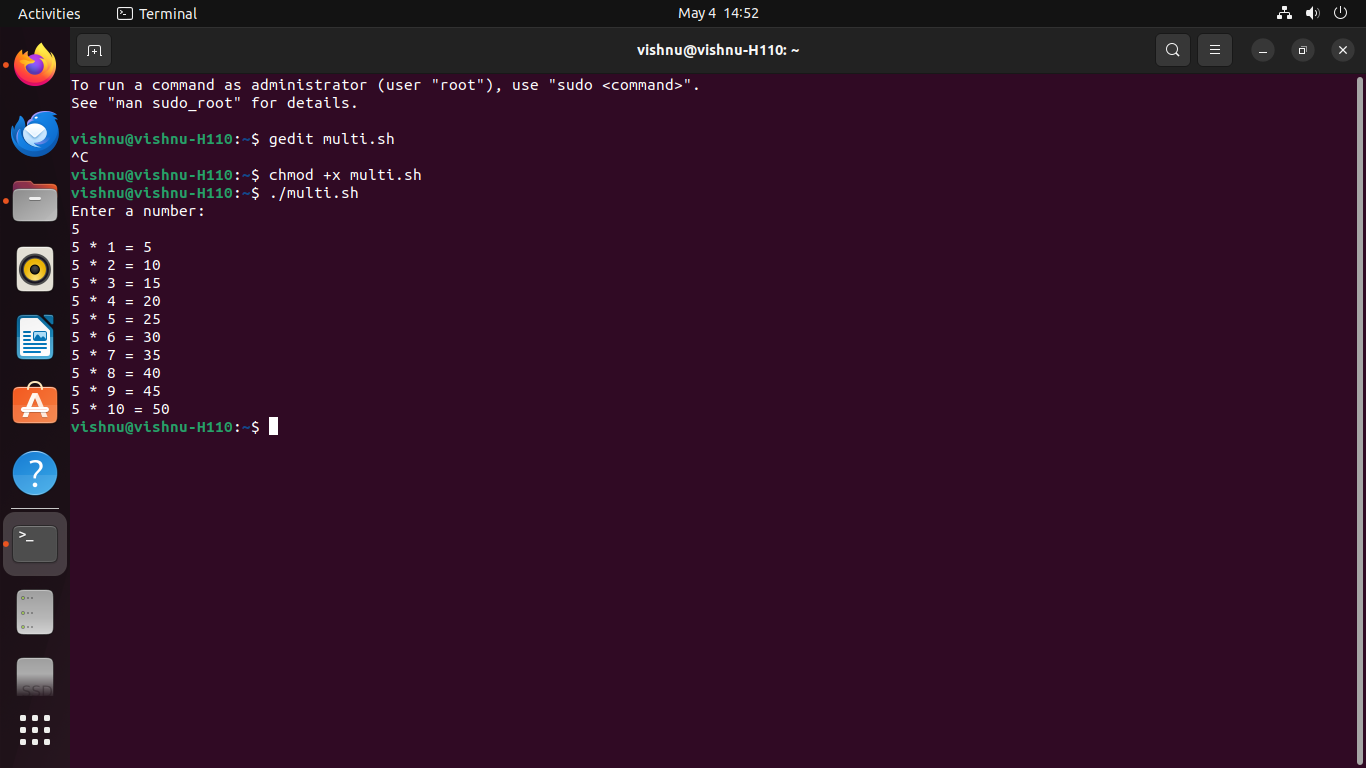 Activities
Terminal
May 4 14:52
vishnu@vishnu-H110: ~
To run a command as administrator (user "root"), use "sudo <command>".
See "man sudo_root" for details.
vishnu@vishnu-H110:~$ gedit multi.sh
^C
vishnu@vishnu-H110:~$ chmod +x multi.sh
vishnu@vishnu-H110:~$ ./multi.sh
Enter a number:
5
5 * 1 = 5
5 * 2 = 10
5 * 3 = 15
5 * 4 = 20
5 * 5 = 25
5 * 6 = 30
5 * 7 = 35
5 * 8 = 40
5 * 9 = 45
5 * 10 = 50
vishnu@vishnu-H110:~$
>_
SSD